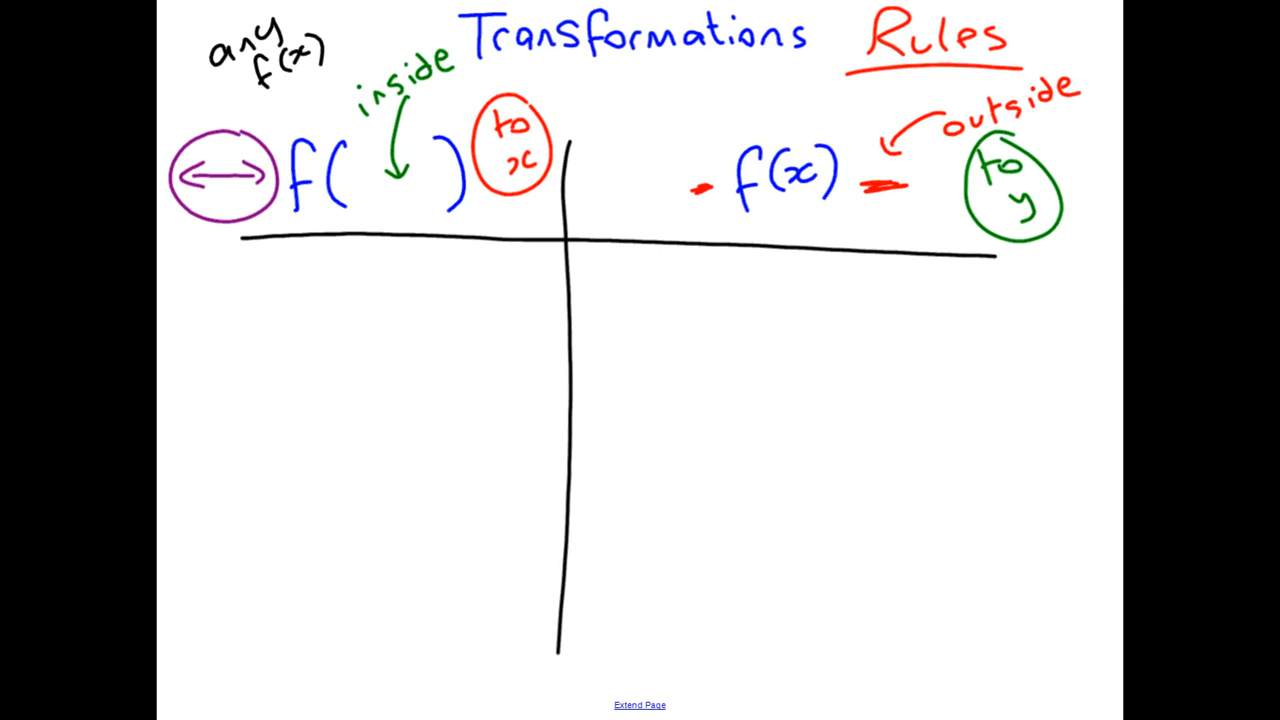 any
f(x)
Transformations Rules
inside
outside
f( )
to
x
f(x)
to
y
Extend Page